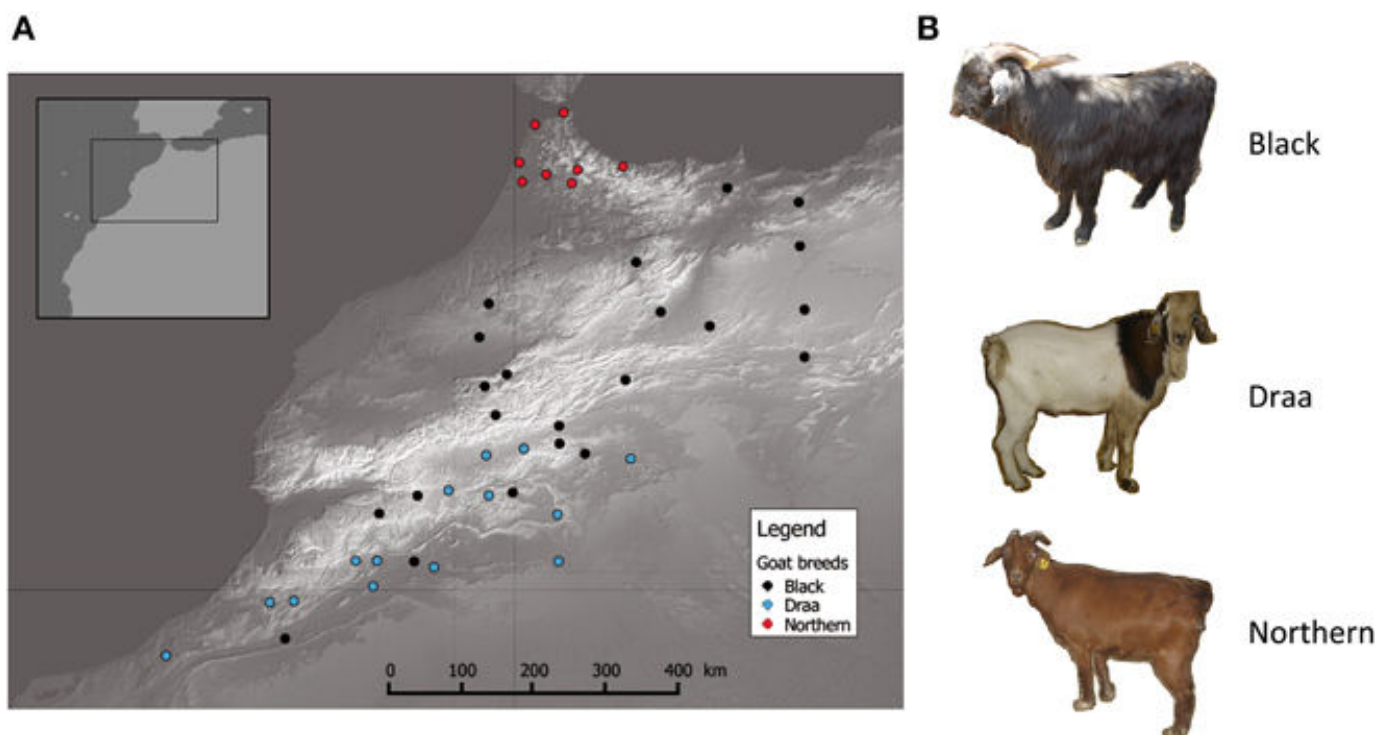 A
B
Black
Draa
Northern
Legend
Goat breeds
Black
Draa
Northern
0 100 200 300 400 km